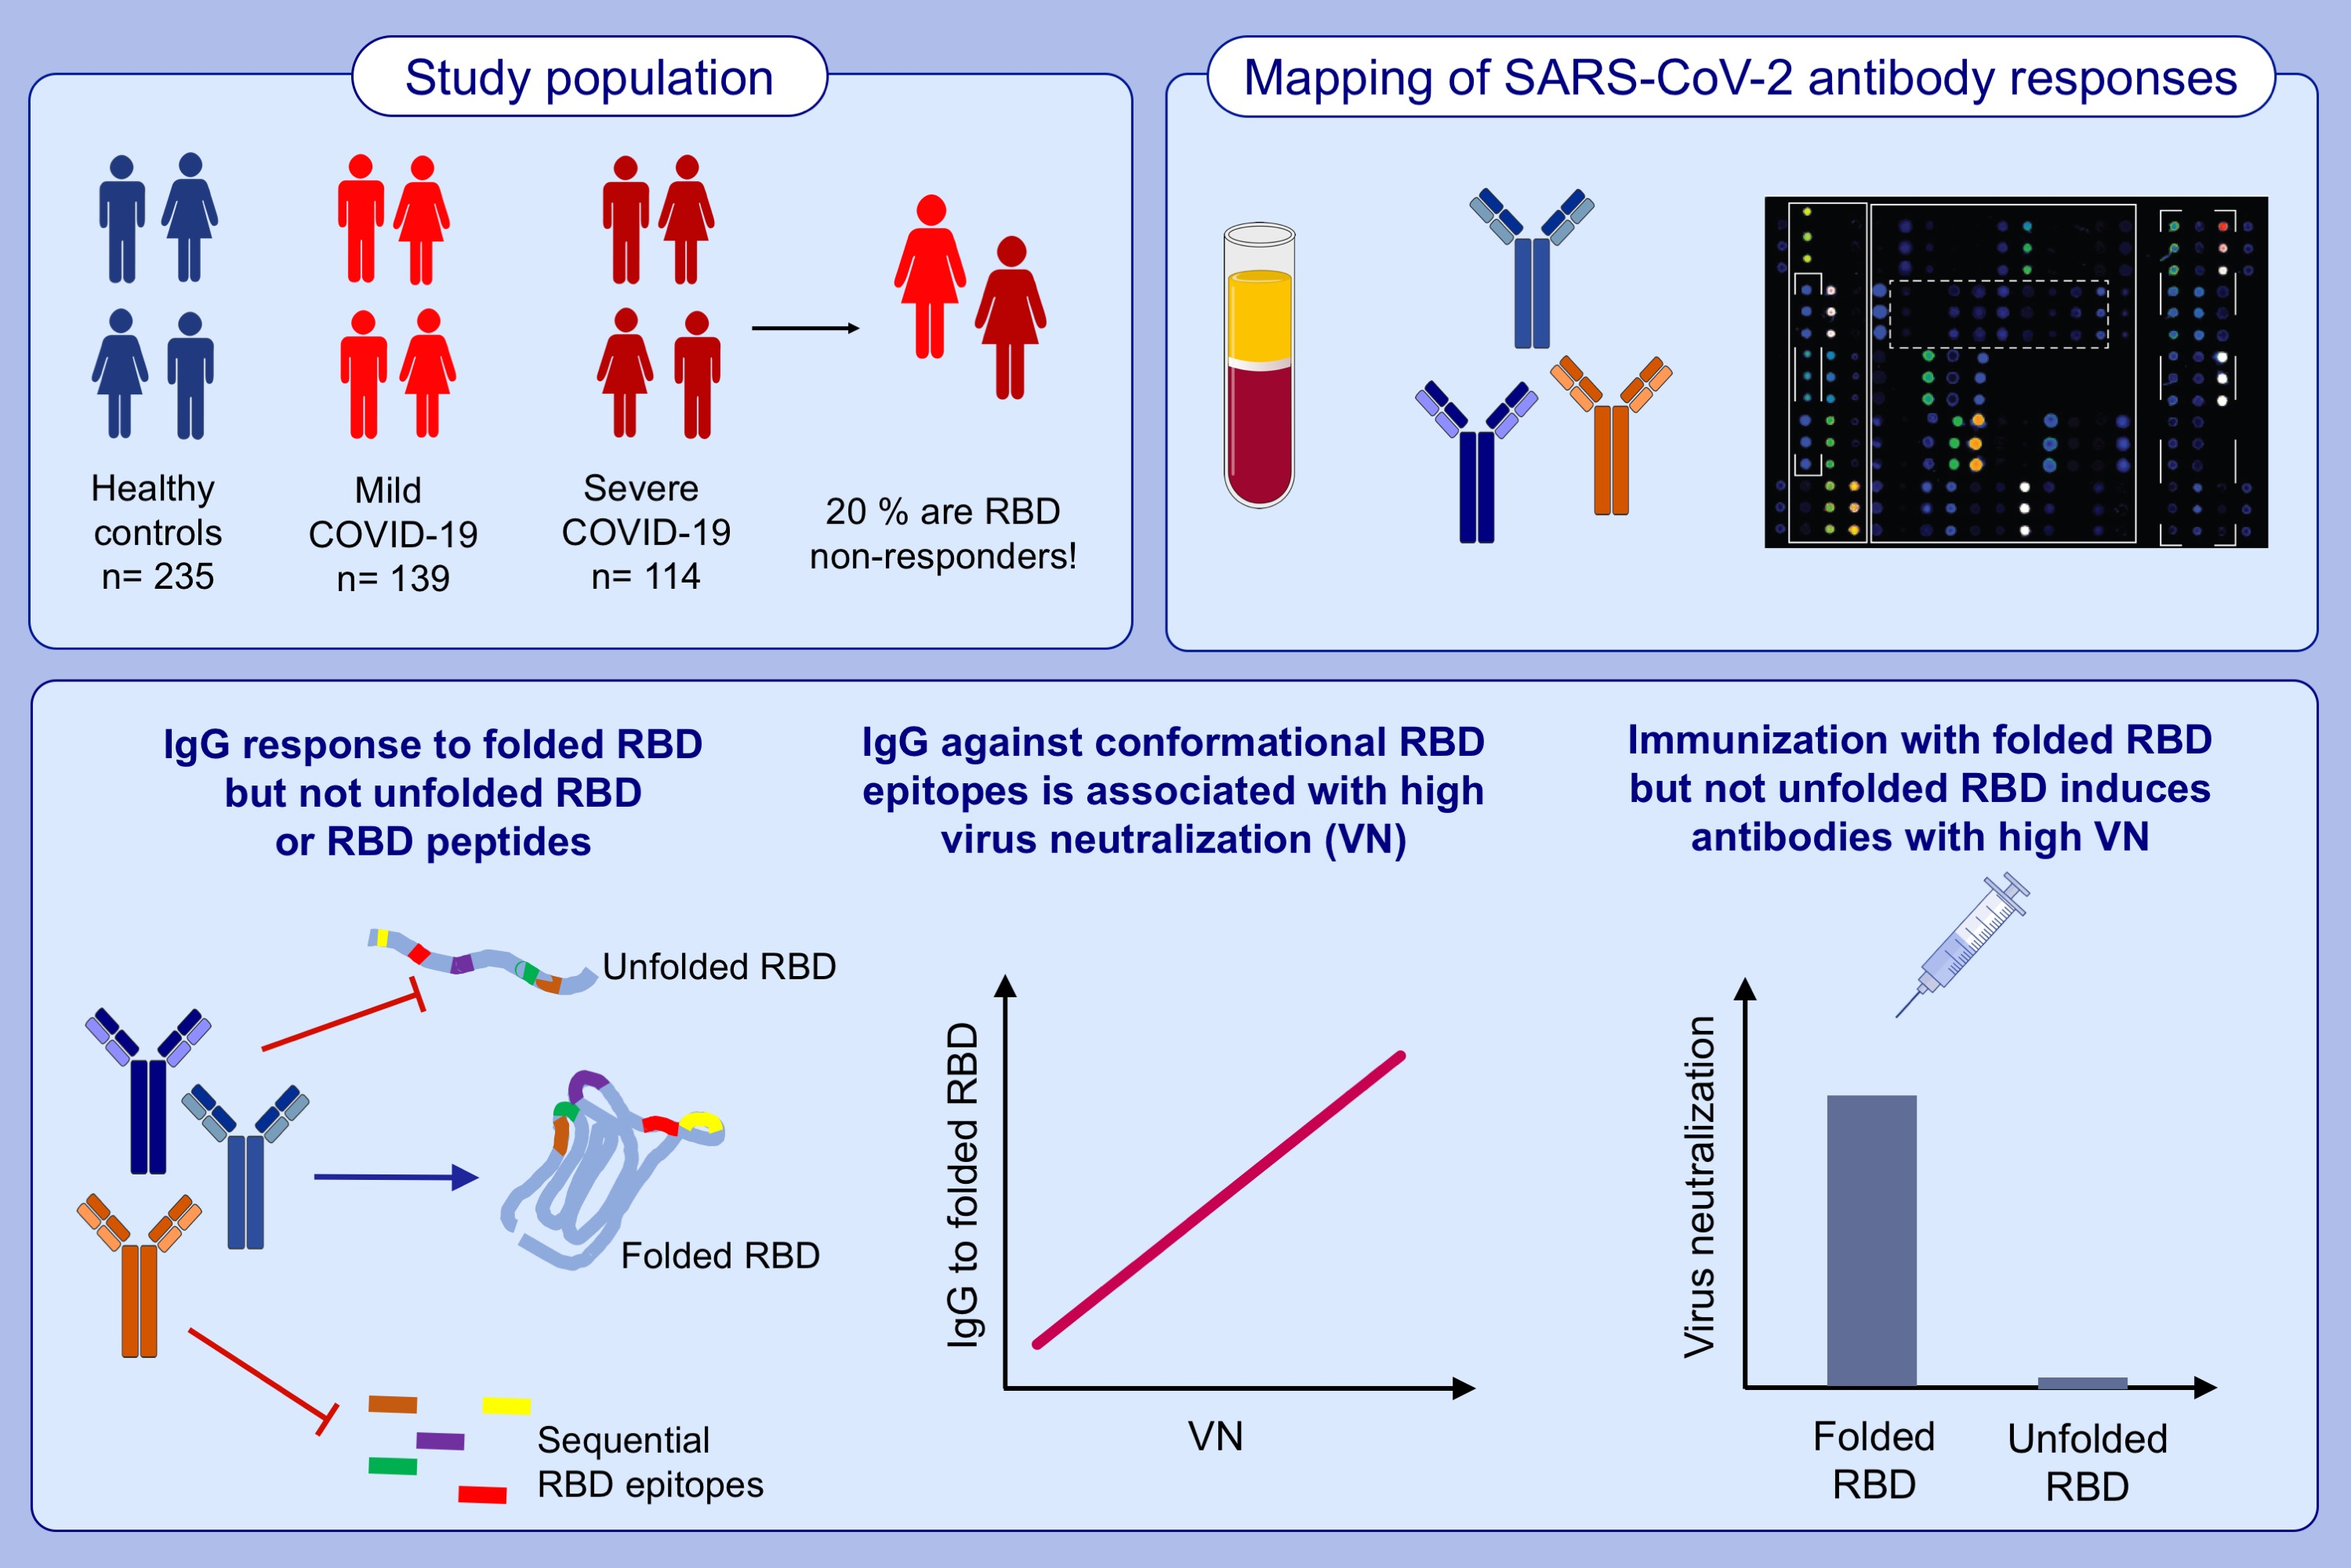 Study population
Healthy
controls
n= 235
Mild
COVID-19
n= 139
Severe
COVID-19
n= 114
20 % are RBD
non-responders!
Mapping of SARS-CoV-2 antibody responses
IgG response to folded RBD
but not unfolded RBD
or RBD peptides
Unfolded RBD
Folded RBD
Sequential
RBD epitopes
IgG against conformational RBD
epitopes is associated with high
virus neutralization (VN)
IgG to folded RBD
VN
Immunization with folded RBD
but not unfolded RBD induces
antibodies with high VN
Virus neutralization
Folded
RBD
Unfolded
RBD